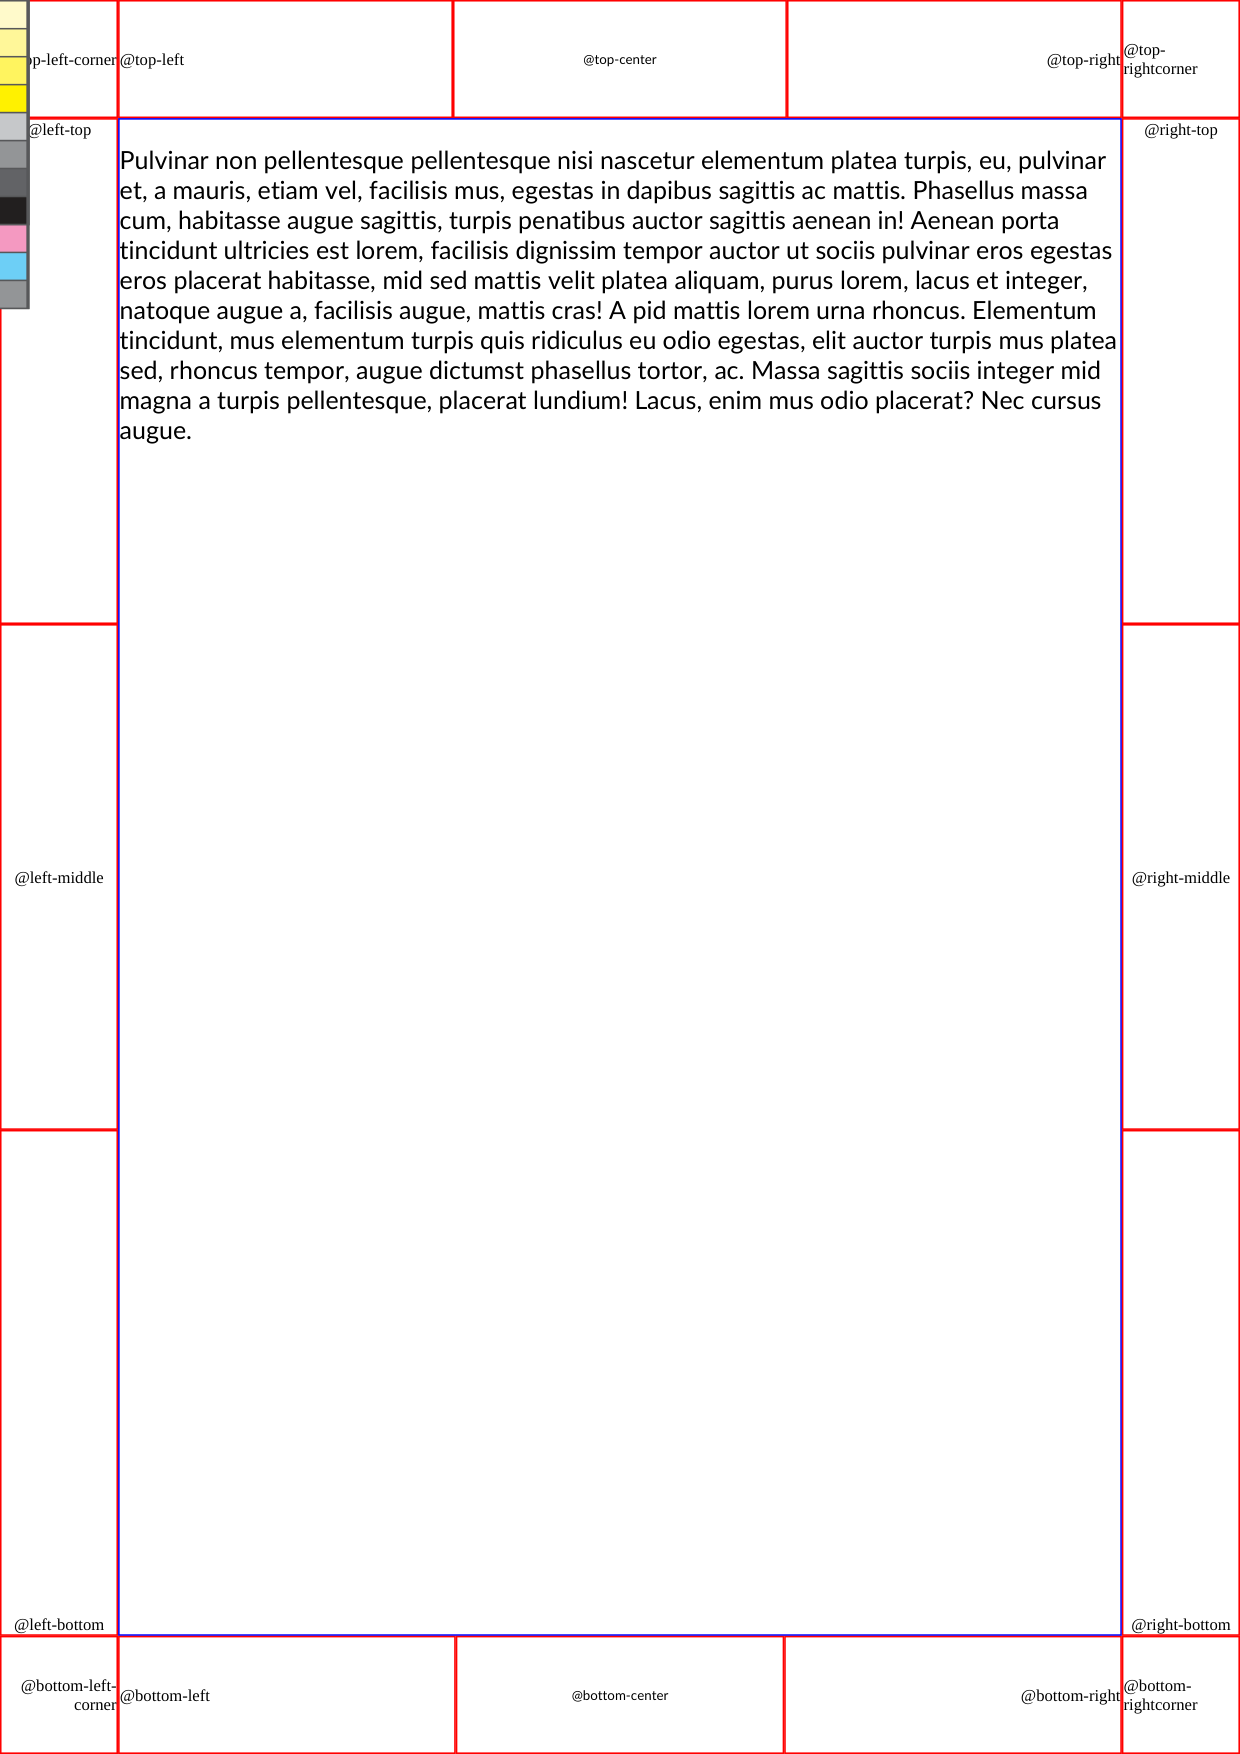 op-left-corner @top-left @top-center @top-right @top-
rightcorner
@left-top @right-top
Pulvinar non pellentesque pellentesque nisi nascetur elementum platea turpis, eu, pulvinar
et, a mauris, etiam vel, facilisis mus, egestas in dapibus sagittis ac mattis. Phasellus massa
cum, habitasse augue sagittis, turpis penatibus auctor sagittis aenean in! Aenean porta
tincidunt ultricies est lorem, facilisis dignissim tempor auctor ut sociis pulvinar eros egestas
eros placerat habitasse, mid sed mattis velit platea aliquam, purus lorem, lacus et integer,
natoque augue a, facilisis augue, mattis cras! A pid mattis lorem urna rhoncus. Elementum
tincidunt, mus elementum turpis quis ridiculus eu odio egestas, elit auctor turpis mus platea
sed, rhoncus tempor, augue dictumst phasellus tortor, ac. Massa sagittis sociis integer mid
magna a turpis pellentesque, placerat lundium! Lacus, enim mus odio placerat? Nec cursus
augue.
@left-middle @right-middle
@left-bottom @right-bottom
@bottom-left-
corner
@bottom-left @bottom-center @bottom-right
@bottom-
rightcorner